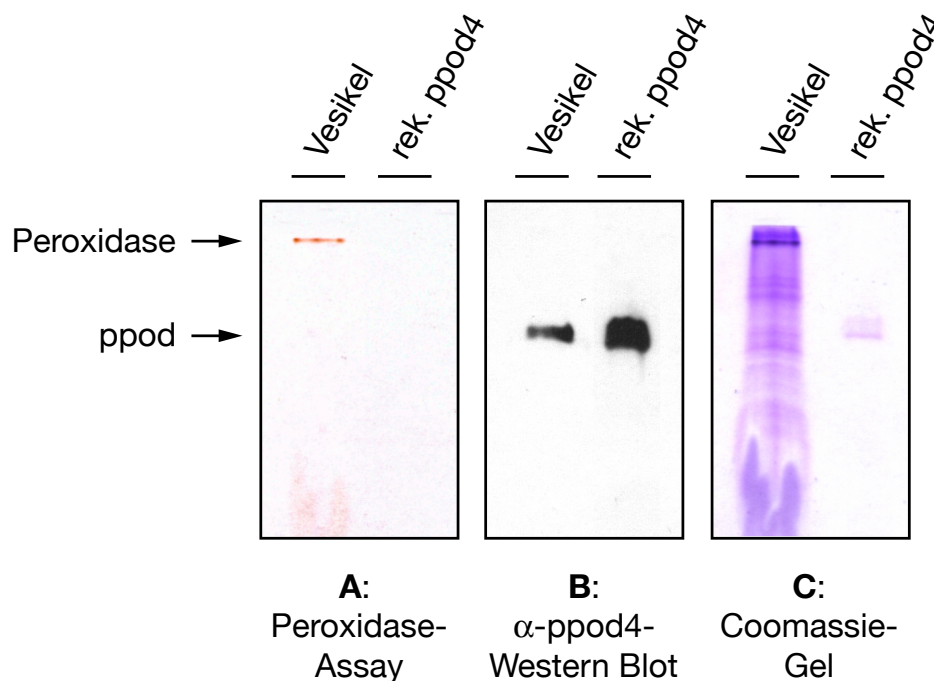 Vesikel
rek. ppod4
Vesikel
rek. ppod4
Vesikel
rek. ppod4
Peroxidase
ppod
A:
Peroxidase-
Assay
B:
α-ppod4-
Western Blot
C:
Coomassie-
Gel